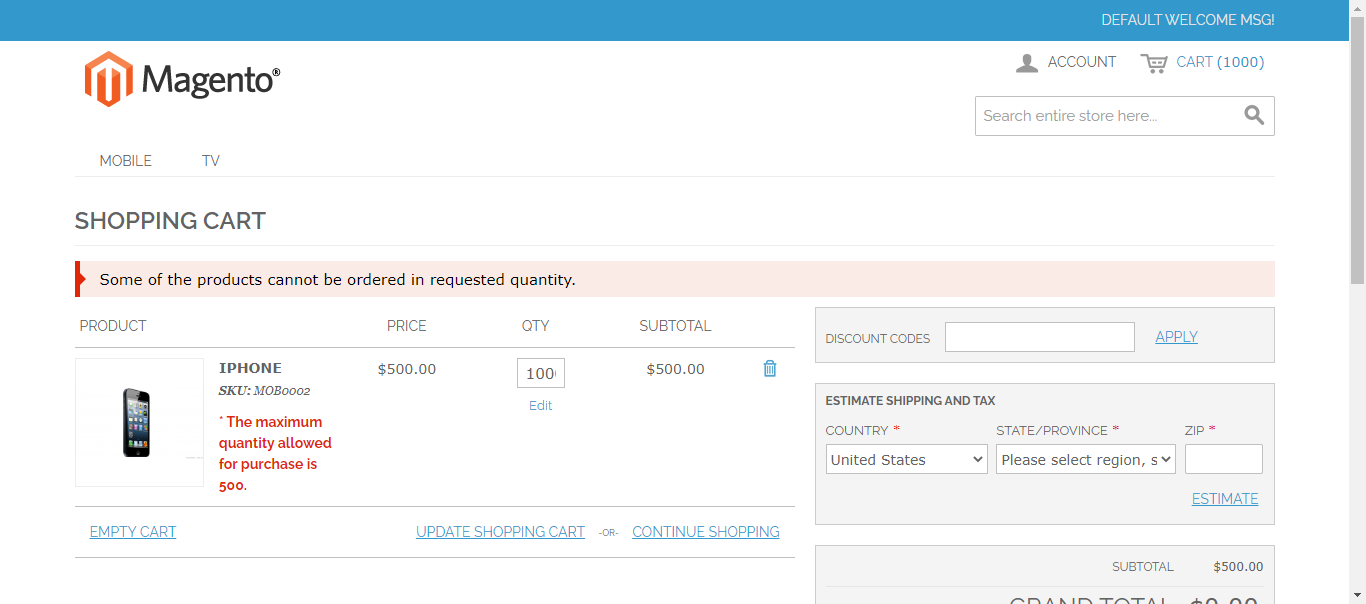 DEFAULT WELCOME MSG!
Magento®
ACCOUNT
CART (1000)
Search entire store here...
MOBILE
TV
SHOPPING CART
Some of the products cannot be ordered in requested quantity.
PRODUCT PRICE QTY SUBTOTAL
IPHONE $500.00 100 $500.00
SKU: MOB0002
Edit
* The maximum
quantity allowed
for purchase is
500.
EMPTY CART UPDATE SHOPPING CART -OR- CONTINUE SHOPPING
DISCOUNT CODES APPLY
ESTIMATE SHIPPING AND TAX
COUNTRY * STATE/PROVINCE * ZIP *
United States Please select region, s
ESTIMATE
SUBTOTAL $500.00
GRAND TOTAL $0.00